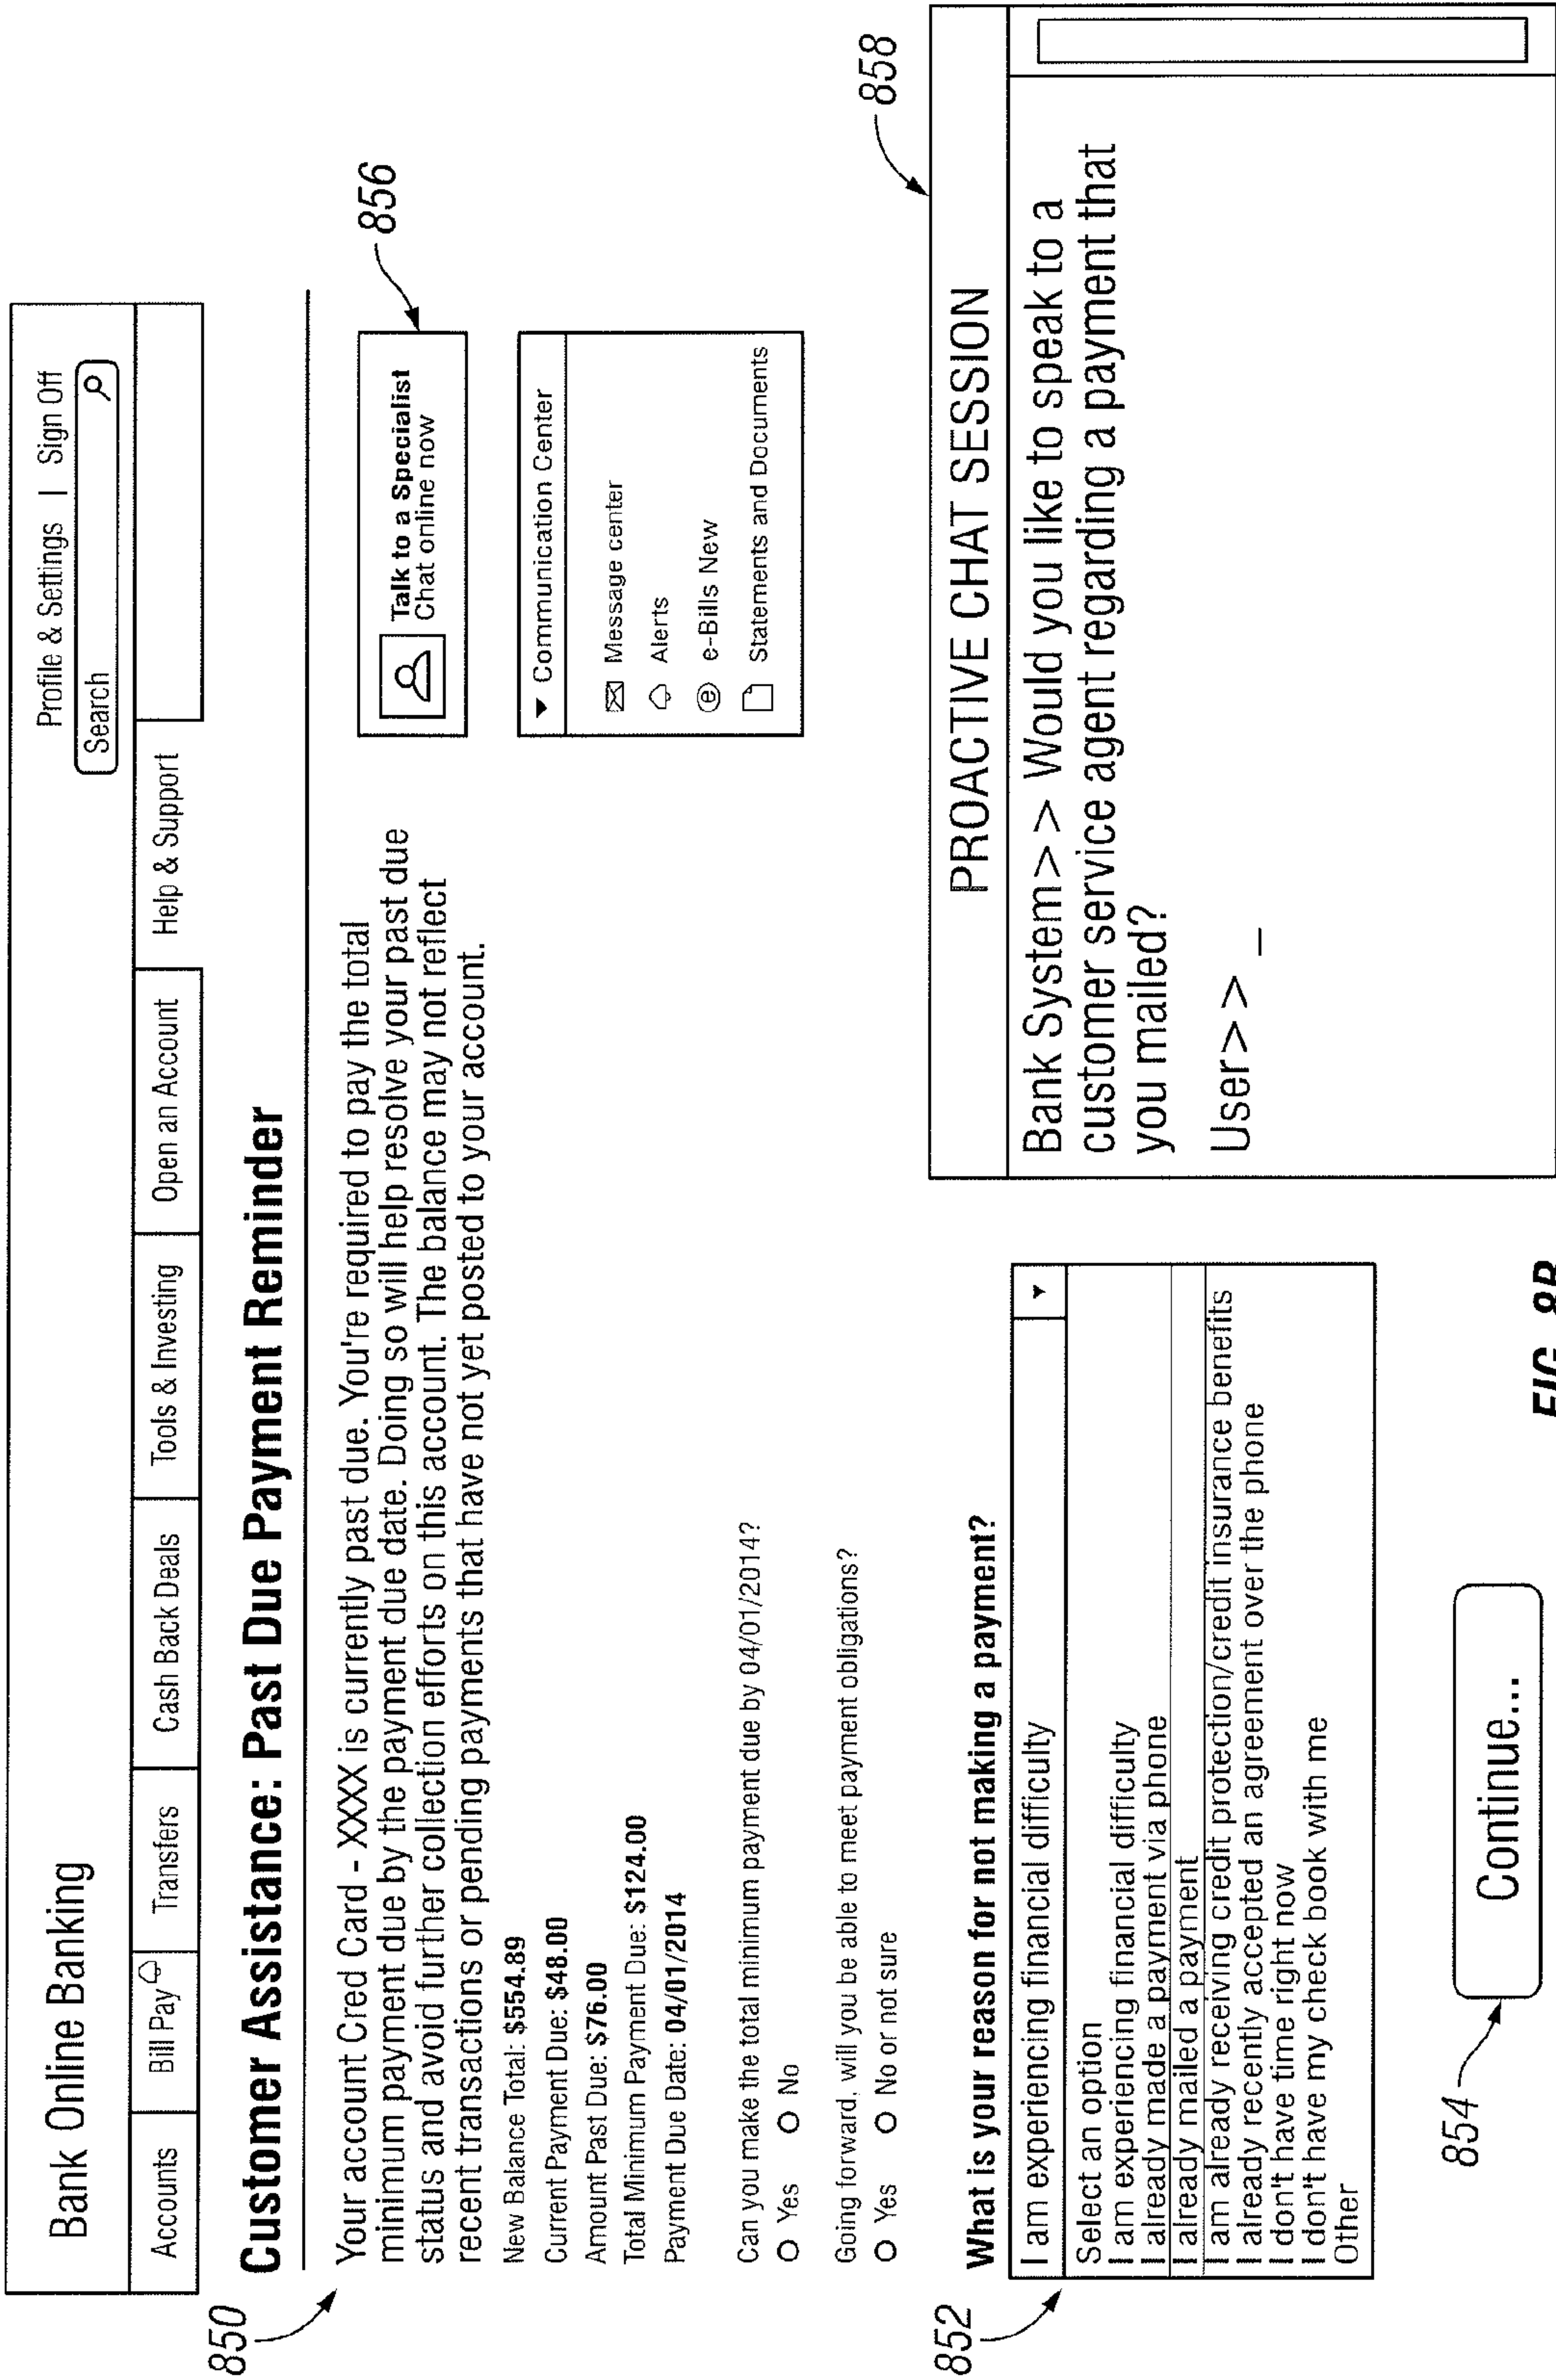 Bank Online Banking
Profile & Settings | Sign Off
Search
Accounts
Bill Pay
Transfers
Cash Back Deals
Tools & Investing
Open an Account
Help & Support
850
Customer Assistance: Past Due Payment Reminder
Your account Cred Card - XXXX is currently past due. You're required to pay the total
minimum payment due by the payment due date. Doing so will help resolve your past due
status and avoid further collection efforts on this account. The balance may not reflect
recent transactions or pending payments that have not yet posted to your account.
New Balance Total: $554.89
Current Payment Due: $48.00
Amount Past Due: $76.00
Total Minimum Payment Due: $124.00
Payment Due Date: 04/01/2014
Can you make the total minimum payment due by 04/01/2014?
Yes No
Going forward, will you be able to meet payment obligations?
Yes No or not sure
856
Talk to a Specialist
Chat online now
Communication Center
Message center
Alerts
e-Bills New
Statements and Documents
852
What is your reason for not making a payment?
I am experiencing financial difficulty
Select an option
I am experiencing financial difficulty
I already made a payment via phone
I already mailed a payment
I am already receiving credit protection/credit insurance benefits
I already recently accepted an agreement over the phone
I don't have time right now
I don't have my check book with me
Other
854
Continue...
858
PROACTIVE CHAT SESSION
Bank System> > Would you like to speak to a
customer service agent regarding a payment that
you mailed?
User> > _
FIG. 8B